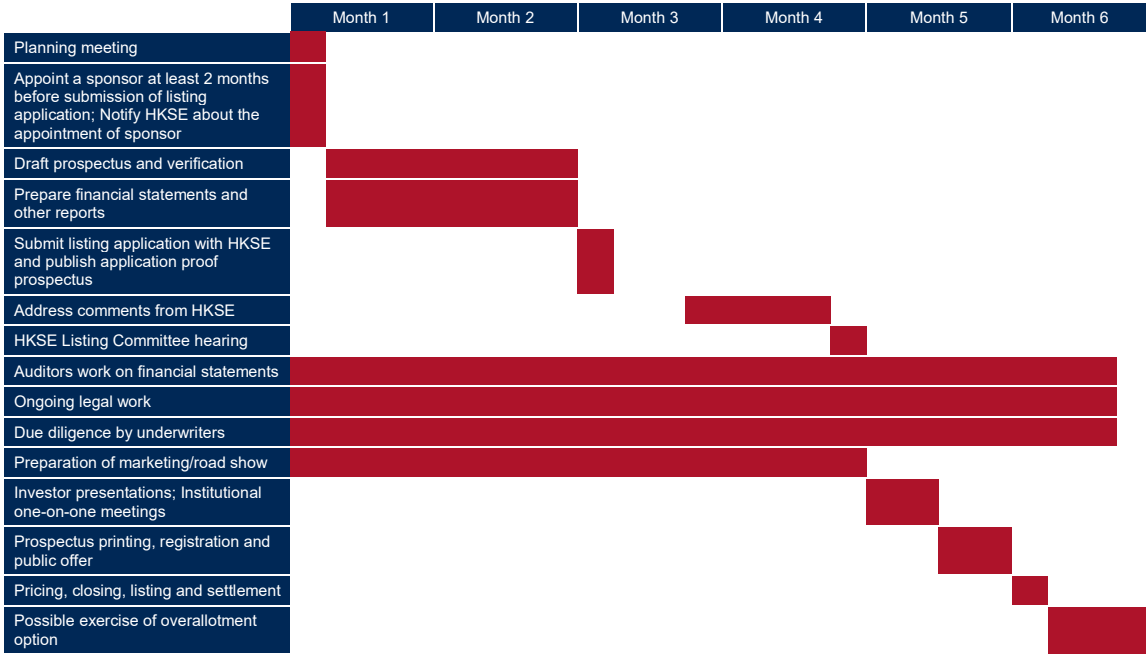 Month 1 Month 2 Month 3 Month 4 Month 5 Month 6
Planning meeting
Appoint a sponsor at least 2 months
before submission of listing
application; Notify HKSE about the
appointment of sponsor
Draft prospectus and verification
Prepare financial statements and
other reports
Submit listing application with HKSE
and publish application proof
prospectus
Address comments from HKSE
HKSE Listing Committee hearing
Auditors work on financial statements
Ongoing legal work
Due diligence by underwriters
Preparation of marketing/road show
Investor presentations; Institutional
one-on-one meetings
Prospectus printing, registration and
public offer
Pricing, closing, listing and settlement
Possible exercise of overallotment
option